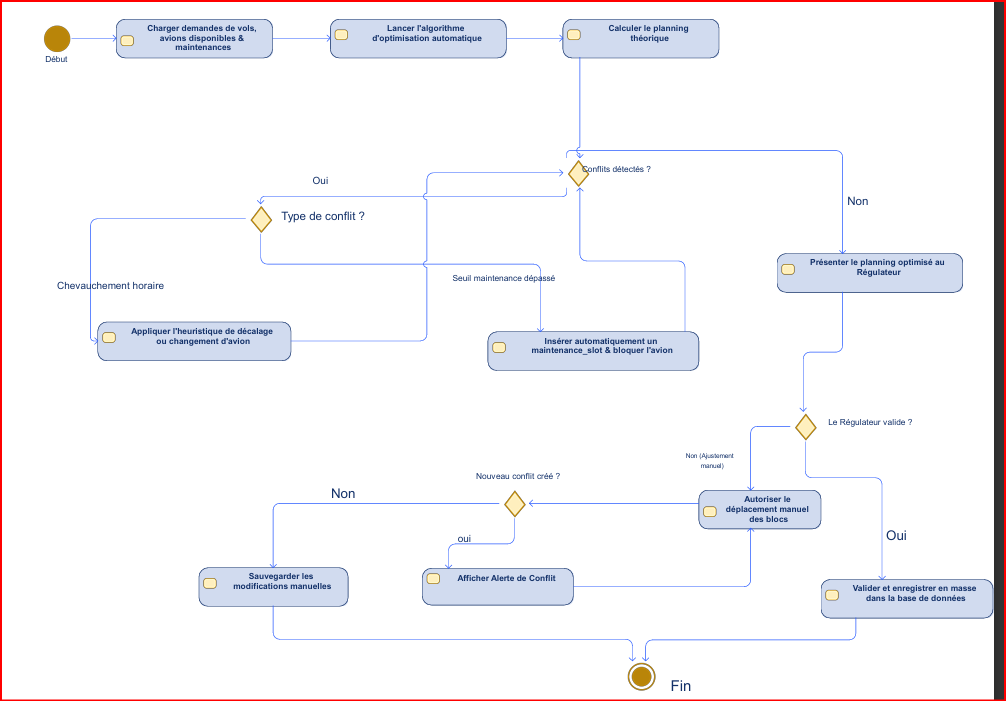 Charger demandes de vols,
avions disponibles &
maintenances
Lancer l'algorithme
d'optimisation automatique
Calculer le planning
théorique
Début
Conflits détectés ?
Oui
Type de conflit ?
Non
Présenter le planning optimisé au
Régulateur
Seuil maintenance dépassé
Chevauchement horaire
Appliquer l'heuristique de décalage
ou changement d'avion
Insérer automatiquement un
maintenance_slot & bloquer l'avion
Le Régulateur valide ?
Non (Ajustement
manuel)
Nouveau conflit créé ?
Non
Autoriser le
déplacement manuel
des blocs
oui
Oui
Sauvegarder les
modifications manuelles
Afficher Alerte de Conflit
Valider et enregistrer en masse
dans la base de données
Fin